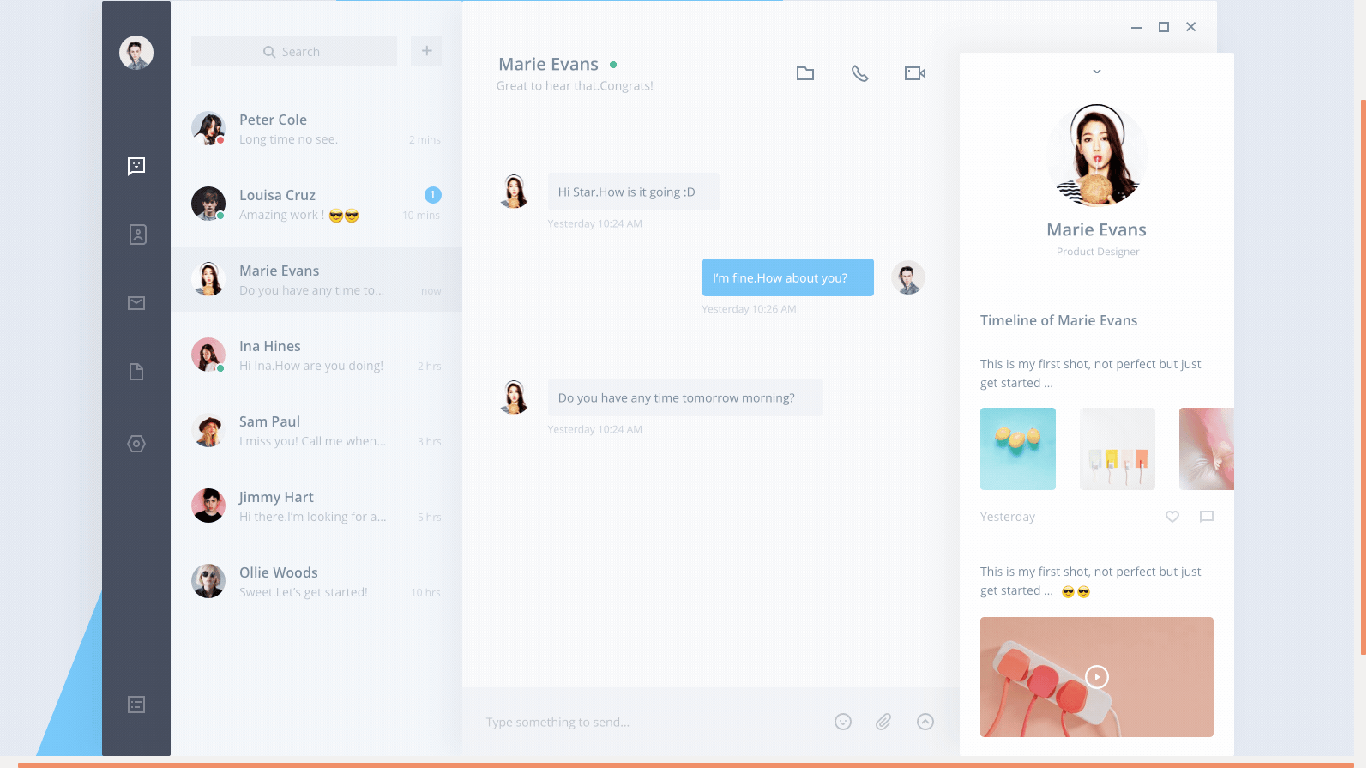 Search
+
Peter Cole
Long time no see.
2 mins
Louisa Cruz
1
Amazing work ! 😎😎
10 mins
Marie Evans
Do you have any time to..
now
Ina Hines
Hi Ina.How are you doing!
2 hrs
Sam Paul
I miss you! Call me when...
3 hrs
Jimmy Hart
Hi there.I'm looking for a...
5 hrs
Ollie Woods
Sweet Let's get started!
10 hrs
Marie Evans
Great to hear that..Congrats!
Hi Star.How is it going :D
Yesterday 10:24 AM
I'm fine.How about you?
Yesterday 10:26 AM
Do you have any time tomorrow morning?
Yesterday 10:24 AM
Type something to send...
Marie Evans
Product Designer
Timeline of Marie Evans
This is my first shot, not perfect but just
get started ...
Yesterday
This is my first shot, not perfect but just
get started ... 😎😎